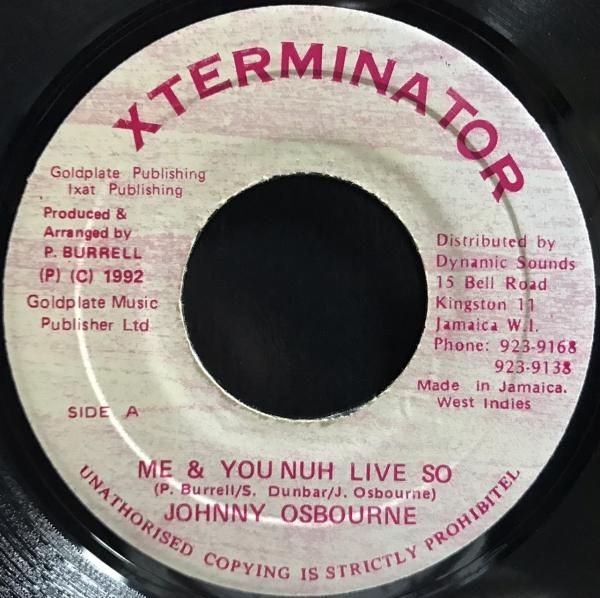 XTERMINATOR
Goldplate Publishing
Ixat Publishing
Produced &
Arranged by
P. BURRELL
(P) (C) 1992
Goldplate Music
Publisher Ltd
Distributed by
Dynamic Sounds
15 Bell Road
Kingston 11
Jamaica W.I.
Phone: 923-9168
923-9138
Made in Jamaica.
West Indies
SIDE A
ME & YOU NUH LIVE SO
(P. Burrell/S. Dunbar/J. Osbourne)
JOHNNY OSBOURNE
UNATHORISED COPYING IS STRICTLY PROHIBITEL